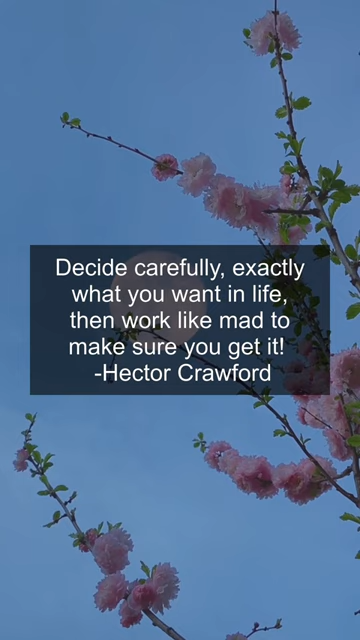 Decide carefully, exactly
what you want in life,
then work like mad to
make sure you get it!
-Hector Crawford